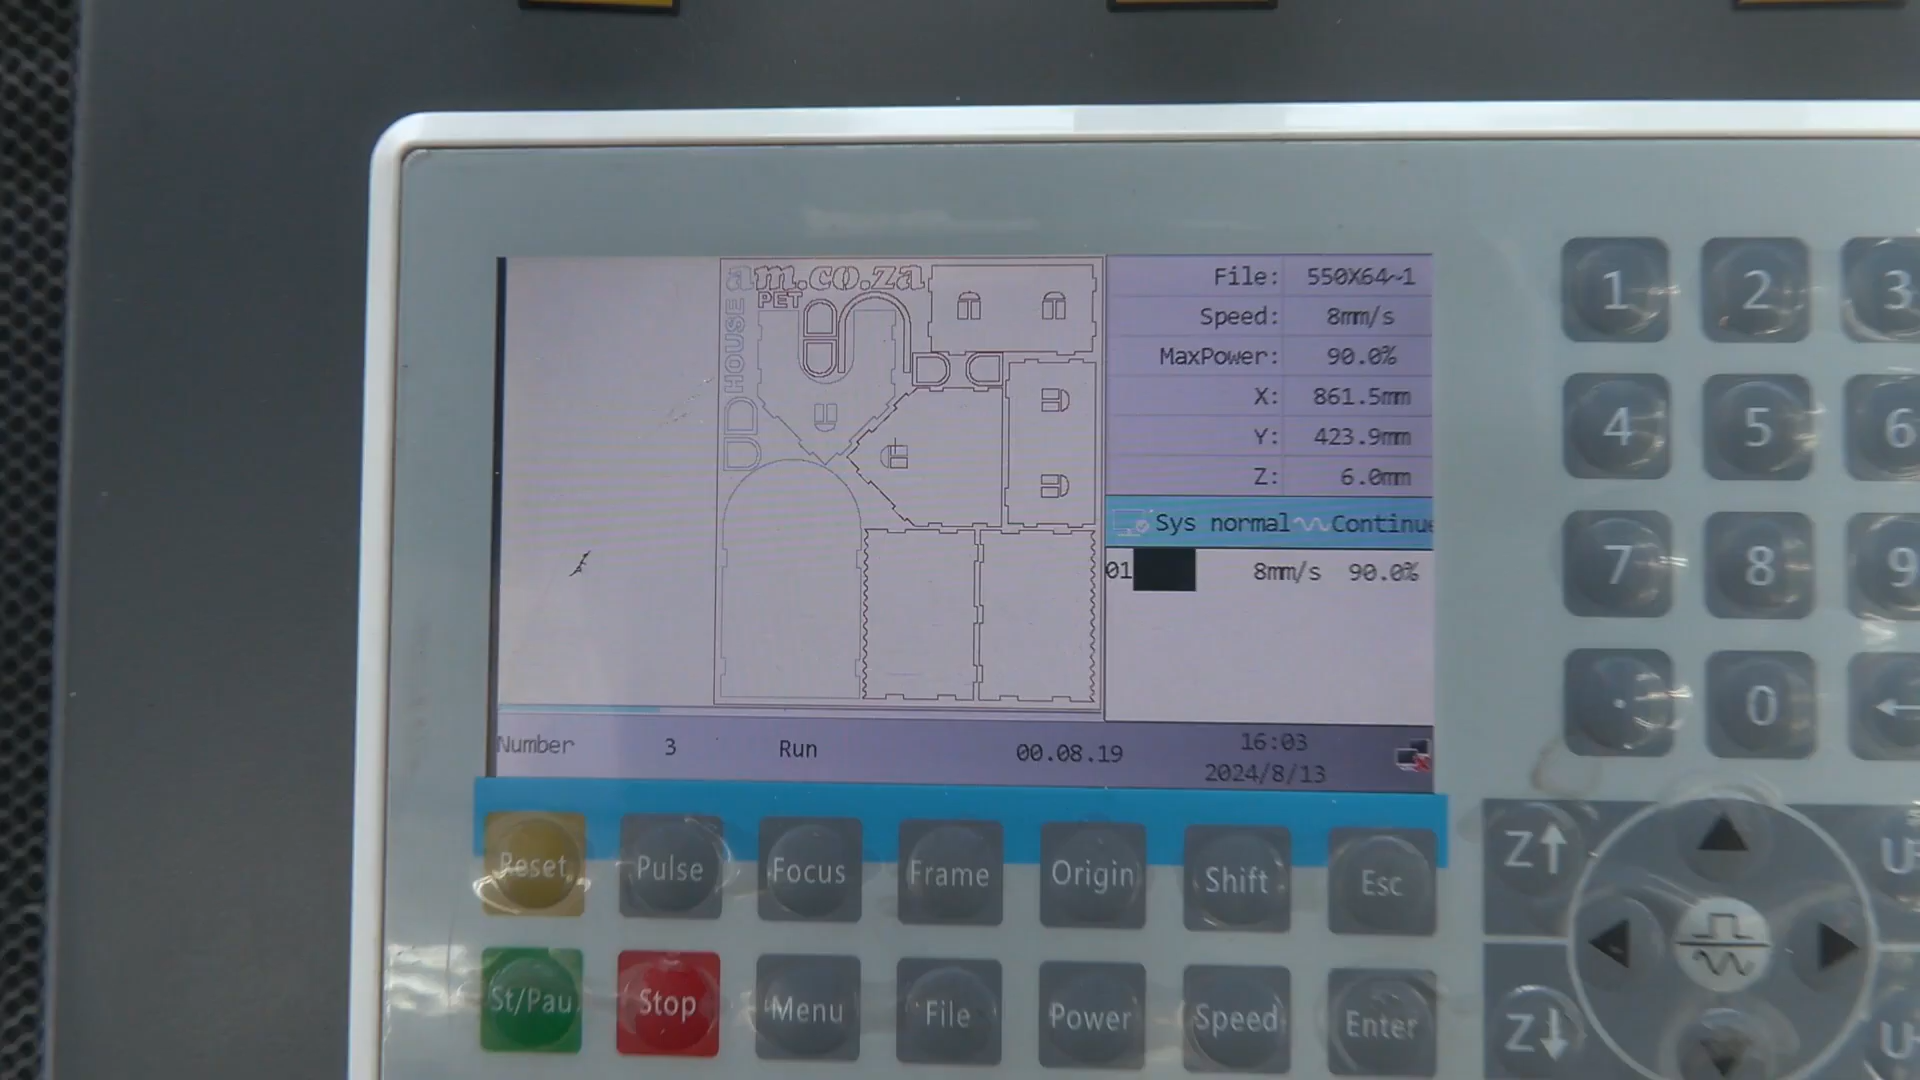 am.co.za
PET
HOUSE
File: 550X64~1
Speed: 8mm/s
MaxPower: 90.0%
X: 861.5mm
Y: 423.9mm
Z: 6.0mm
Sys normal Continue
01 8mm/s 90.0%
Number 3 Run 00.08.19 16:03
2024/8/13
1 2 3
4 5 6
7 8 9
. 0 ←
Reset Pulse Focus Frame Origin Shift Esc
St/Pau Stop Menu File Power Speed Enter
Z↑ U
Z↓ U